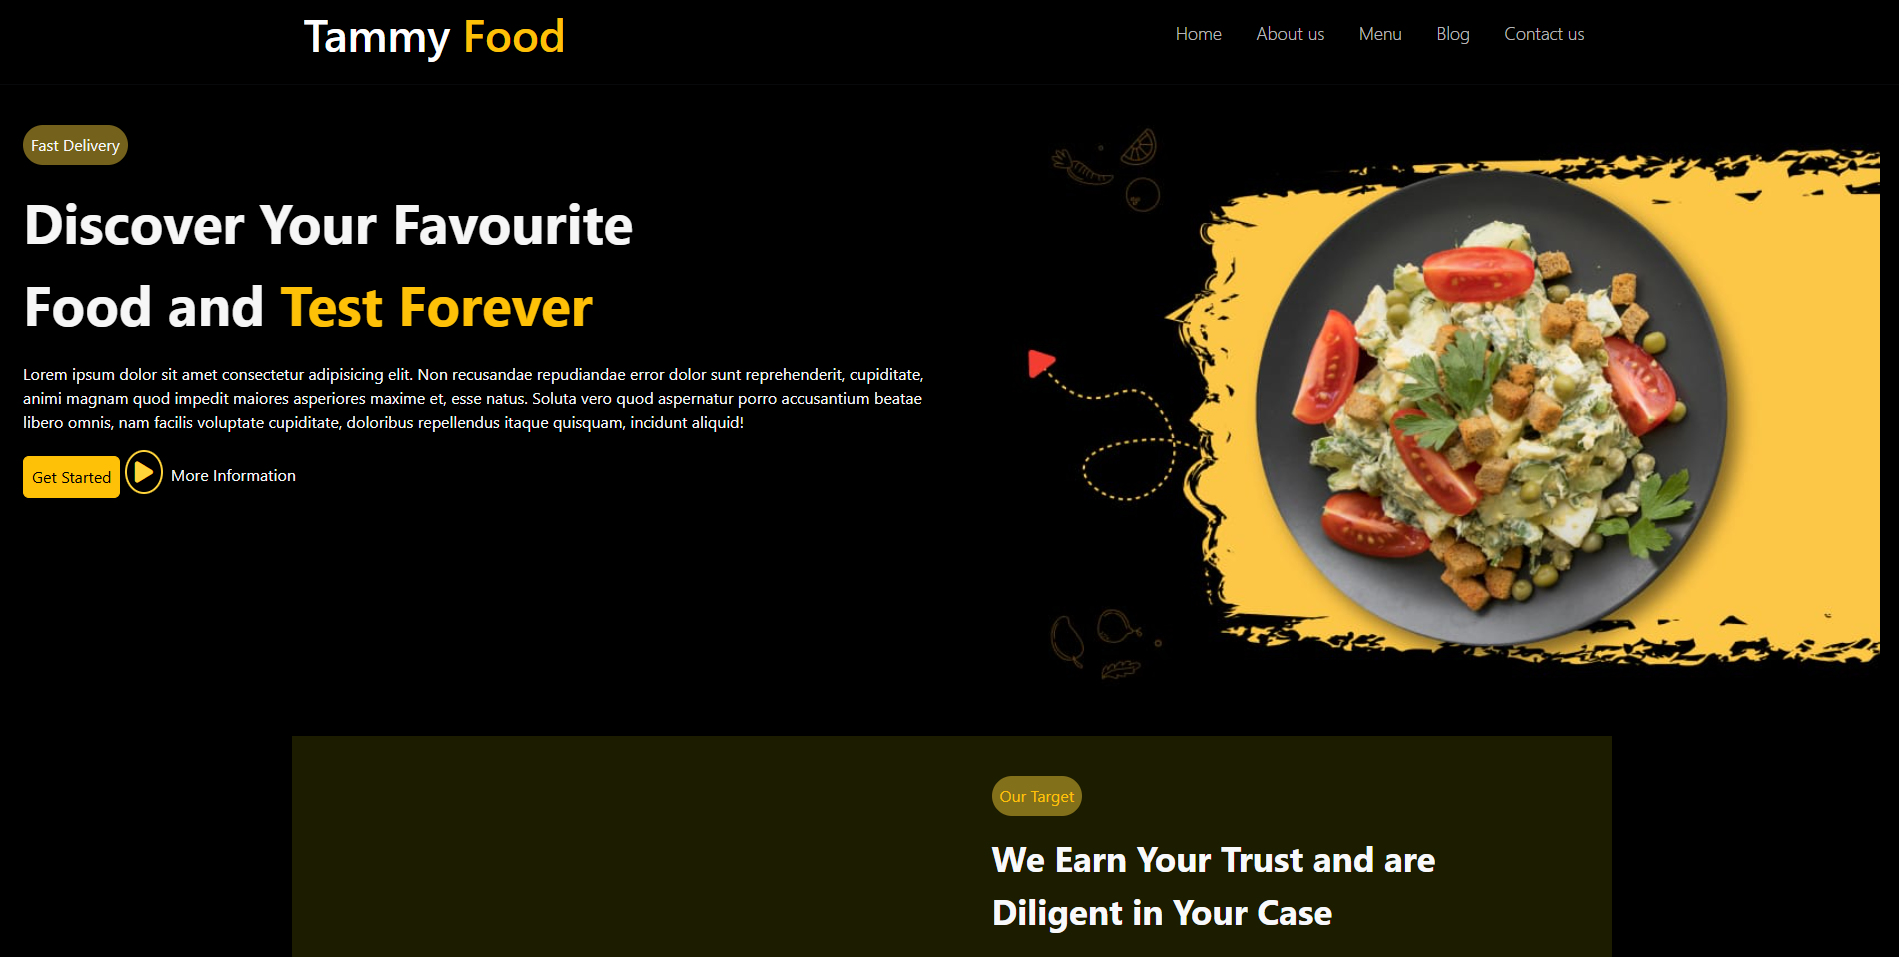 Tammy Food
Home About us Menu Blog Contact us
Fast Delivery
Discover Your Favourite
Food and Test Forever
Lorem ipsum dolor sit amet consectetur adipisicing elit. Non recusandae repudiandae error dolor sunt reprehenderit, cupiditate,
animi magnam quod impedit maiores asperiores maxime et, esse natus. Soluta vero quod aspernatur porro accusantium beatae
libero omnis, nam facilis voluptate cupiditate, doloribus repellendus itaque quisquam, incidunt aliquid!
Get Started More Information
Our Target
We Earn Your Trust and are
Diligent in Your Case